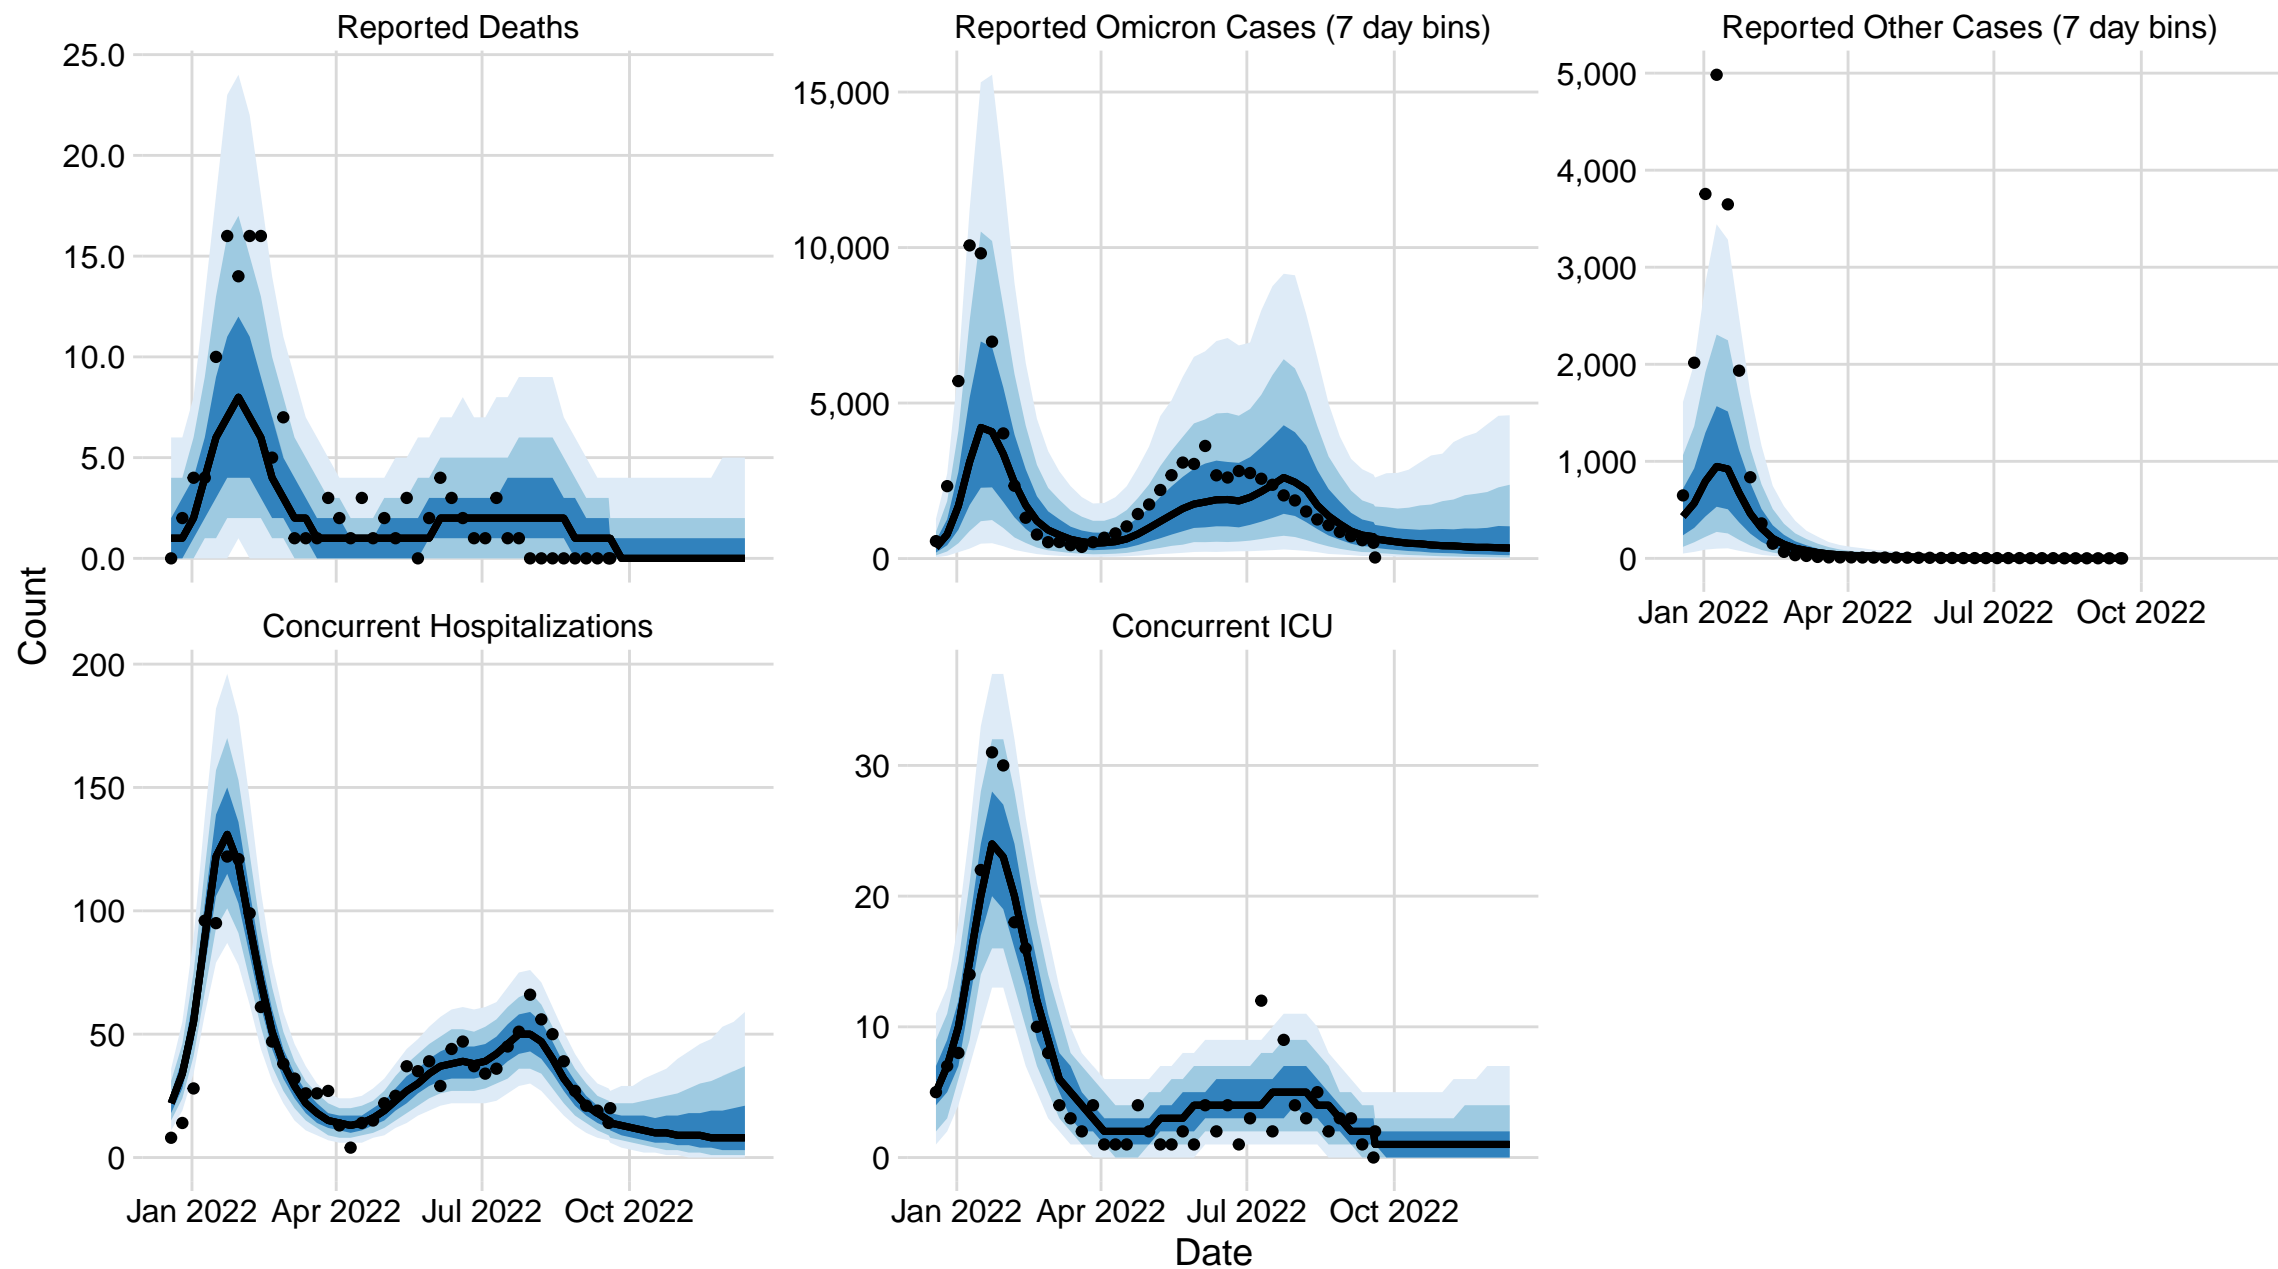 Reported Deaths
25.0
20.0
15.0
10.0
5.0
0.0
Reported Omicron Cases (7 day bins)
15,000
10,000
5,000
0
Reported Other Cases (7 day bins)
5,000
4,000
3,000
2,000
1,000
0
Jan 2022 Apr 2022 Jul 2022 Oct 2022
Count
Concurrent Hospitalizations
200
150
100
50
0
Jan 2022 Apr 2022 Jul 2022 Oct 2022
Concurrent ICU
30
20
10
0
Jan 2022 Apr 2022 Jul 2022 Oct 2022
Date